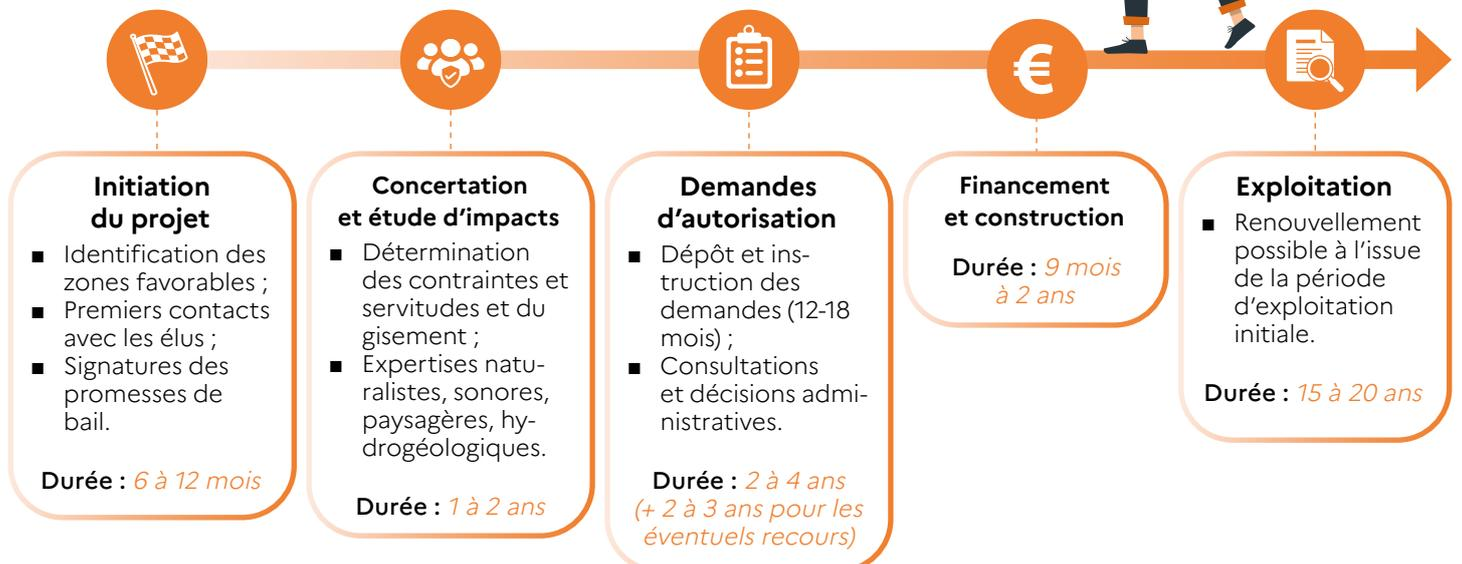 €
Initiation
du projet
▪ Identification des
zones favorables ;
▪ Premiers contacts
avec les élus ;
▪ Signatures des
promesses de
bail.
Durée : 6 à 12 mois
Concertation
et étude d’impacts
▪ Détermination
des contraintes et
servitudes et du
gisement ;
▪ Expertises natu-
ralistes, sonores,
paysagères, hy-
drogéologiques.
Durée : 1 à 2 ans
Demandes
d’autorisation
▪ Dépôt et ins-
truction des
demandes (12-18
mois) ;
▪ Consultations
et décisions admi-
nistratives.
Durée : 2 à 4 ans
(+ 2 à 3 ans pour les
éventuels recours)
Financement
et construction
Durée : 9 mois
à 2 ans
Exploitation
▪ Renouvellement
possible à l’issue
de la période
d’exploitation
initiale.
Durée : 15 à 20 ans